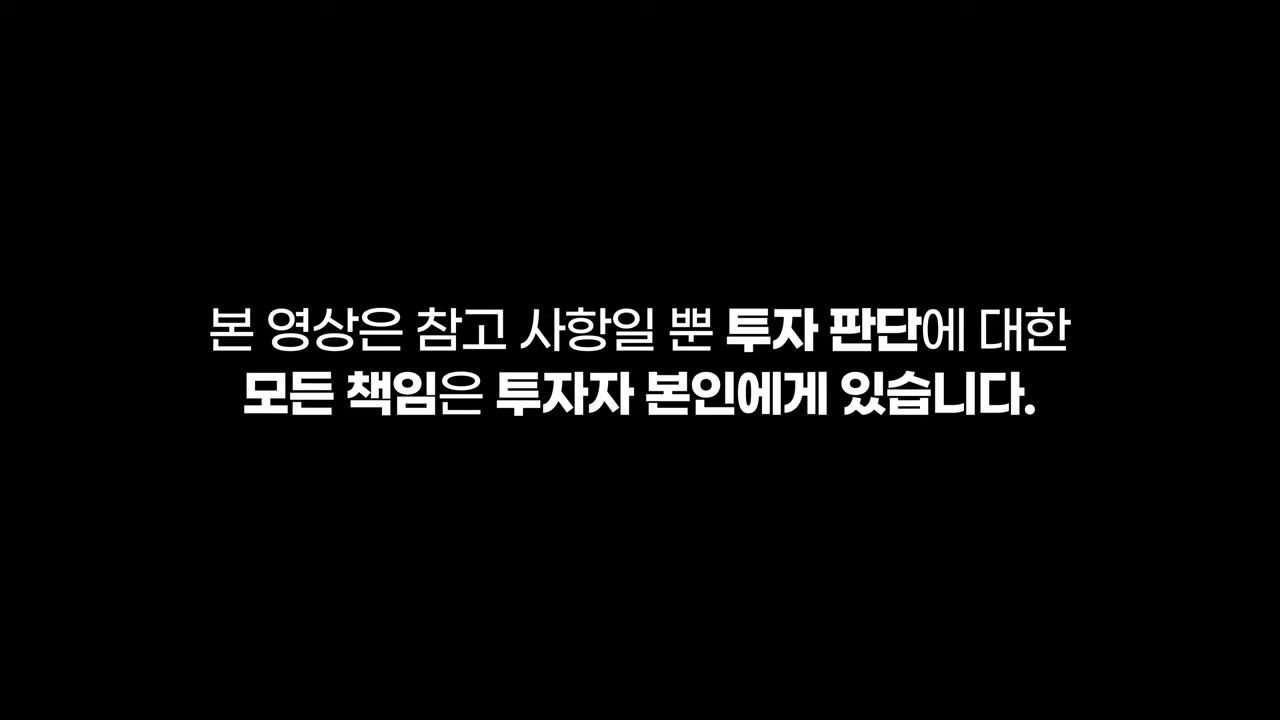 본 영상은 참고 사항일 뿐 투자 판단에 대한
모든 책임은 투자자 본인에게 있습니다.